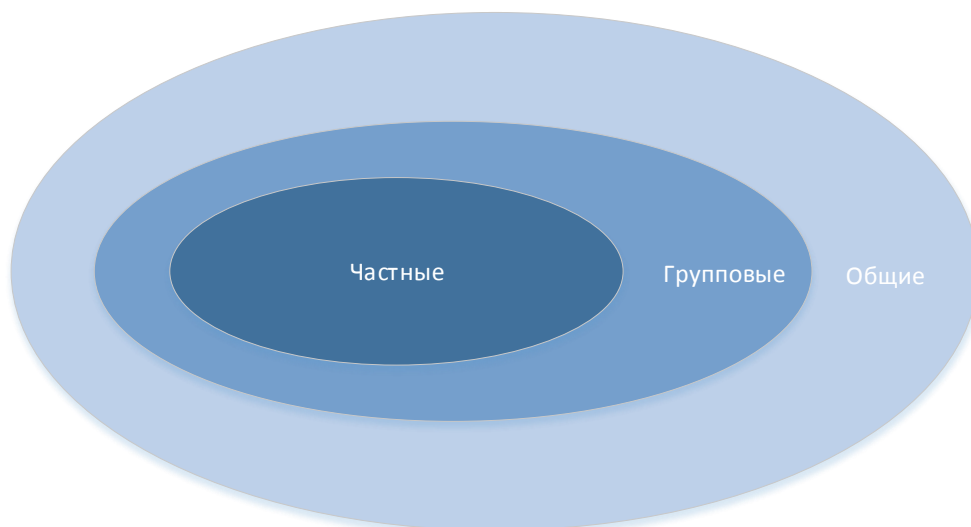 Частные
Групповые
Общие